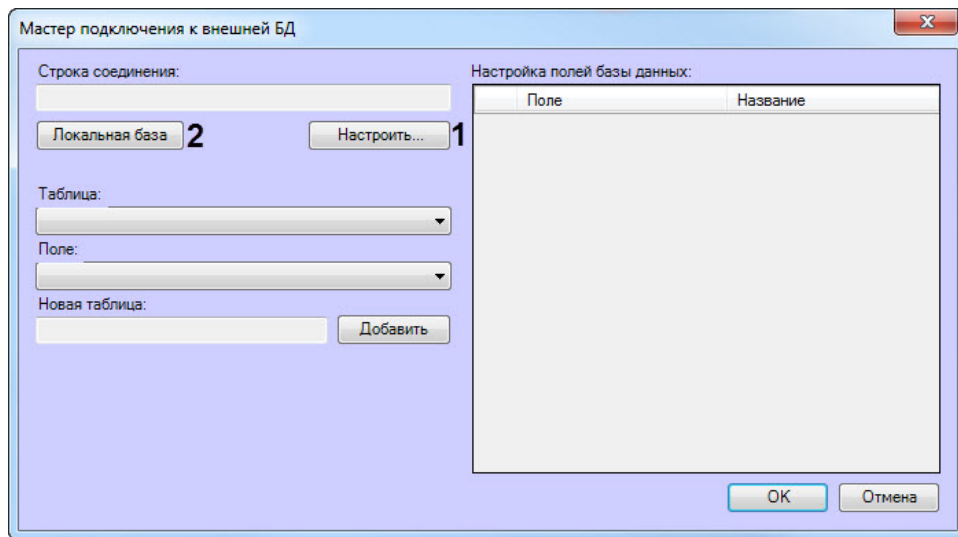 Мастер подключения к внешней БД
Строка соединения:
Локальная база 2 Настроить... 1
Таблица:
Поле:
Новая таблица:
Добавить
Настройка полей базы данных:
Поле Название
OK Отмена